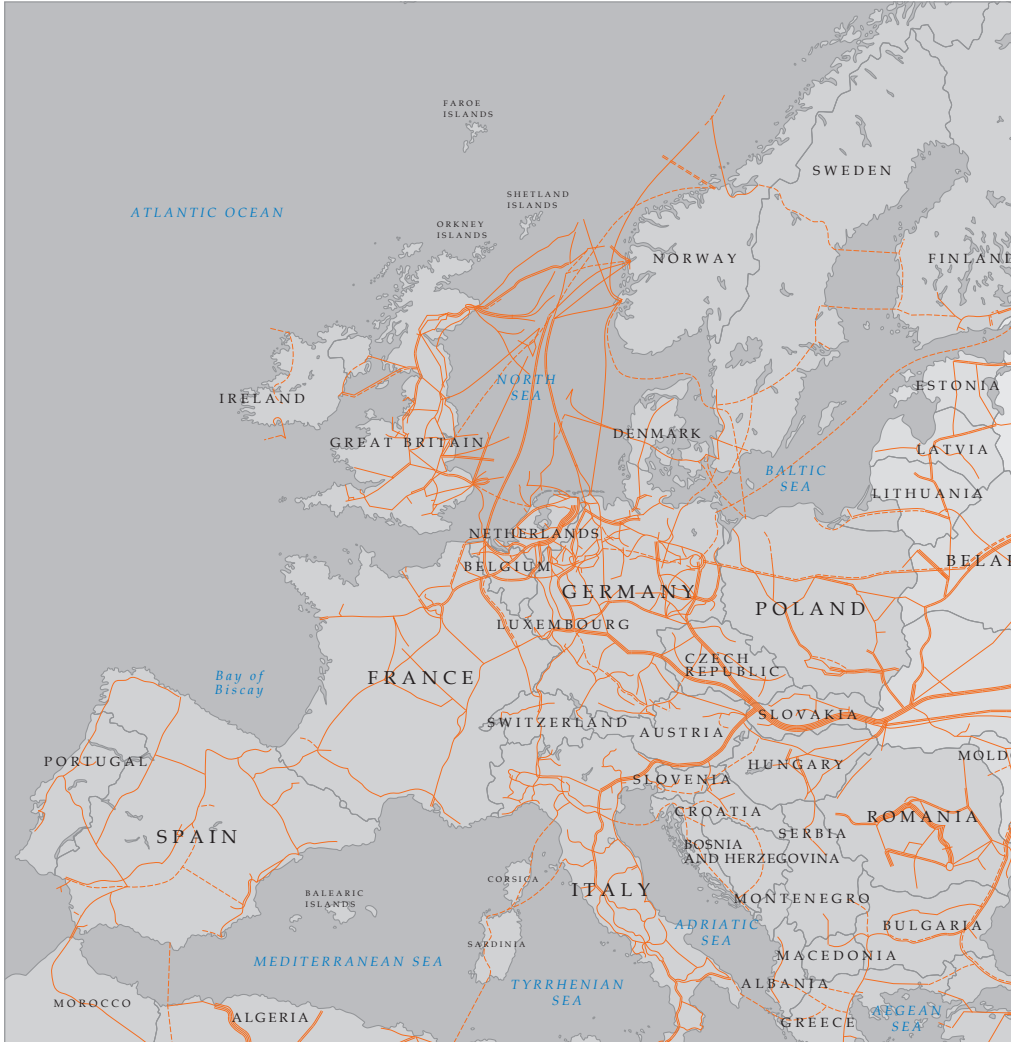 FAROE
ISLANDS
SWEDEN
SHETLAND
ISLANDS
ATLANTIC OCEAN
ORKNEY
ISLANDS
NORWAY
FINLAND
NORTH
SEA
ESTONIA
IRELAND
DENMARK
GREAT BRITAIN
LATVIA
BALTIC
SEA
LITHUANIA
NETHERLANDS
BELGIUM
BELAR
GERMANY
POLAND
LUXEMBOURG
CZECH
REPUBLIC
Bay of
Biscay
FRANCE
SLOVAKIA
SWITZERLAND
AUSTRIA
MOLDO
PORTUGAL
HUNGARY
SLOVENIA
CROATIA
ROMANIA
SPAIN
SERBIA
BOSNIA
AND HERZEGOVINA
CORSICA
ITALY
BALEARIC
ISLANDS
MONTENEGRO
ADRIATIC
SEA
BULGARIA
SARDINIA
MACEDONIA
MEDITERRANEAN SEA
TYRRHENIAN
SEA
ALBANIA
MOROCCO
ALGERIA
GREECE
AEGEAN
SEA